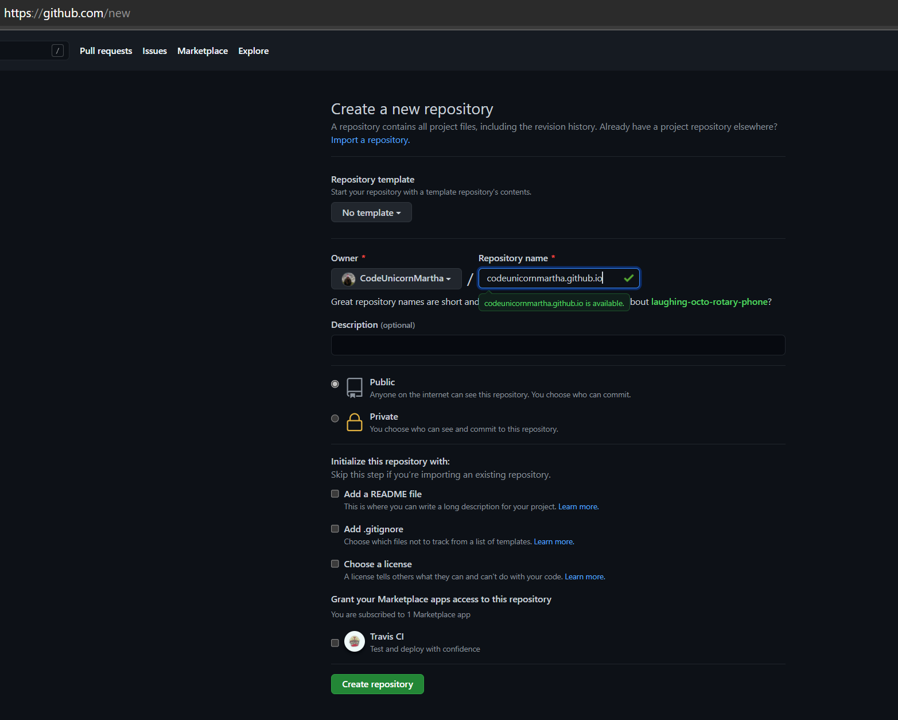 https://github.com/new
/
Pull requests Issues Marketplace Explore
Create a new repository
A repository contains all project files, including the revision history. Already have a project repository elsewhere?
Import a repository.
Repository template
Start your repository with a template repository's contents.
No template
Owner * Repository name *
CodeUnicornMartha / codeunicornmartha.github.io
Great repository names are short and bout laughing-octo-rotary-phone?
codeunicornmartha.github.io is available.
Description (optional)
Public
Anyone on the internet can see this repository. You choose who can commit.
Private
You choose who can see and commit to this repository.
Initialize this repository with:
Skip this step if you're importing an existing repository.
Add a README file
This is where you can write a long description for your project. Learn more.
Add .gitignore
Choose which files not to track from a list of templates. Learn more.
Choose a license
A license tells others what they can and can't do with your code. Learn more.
Grant your Marketplace apps access to this repository
You are subscribed to 1 Marketplace app
Travis CI
Test and deploy with confidence
Create repository